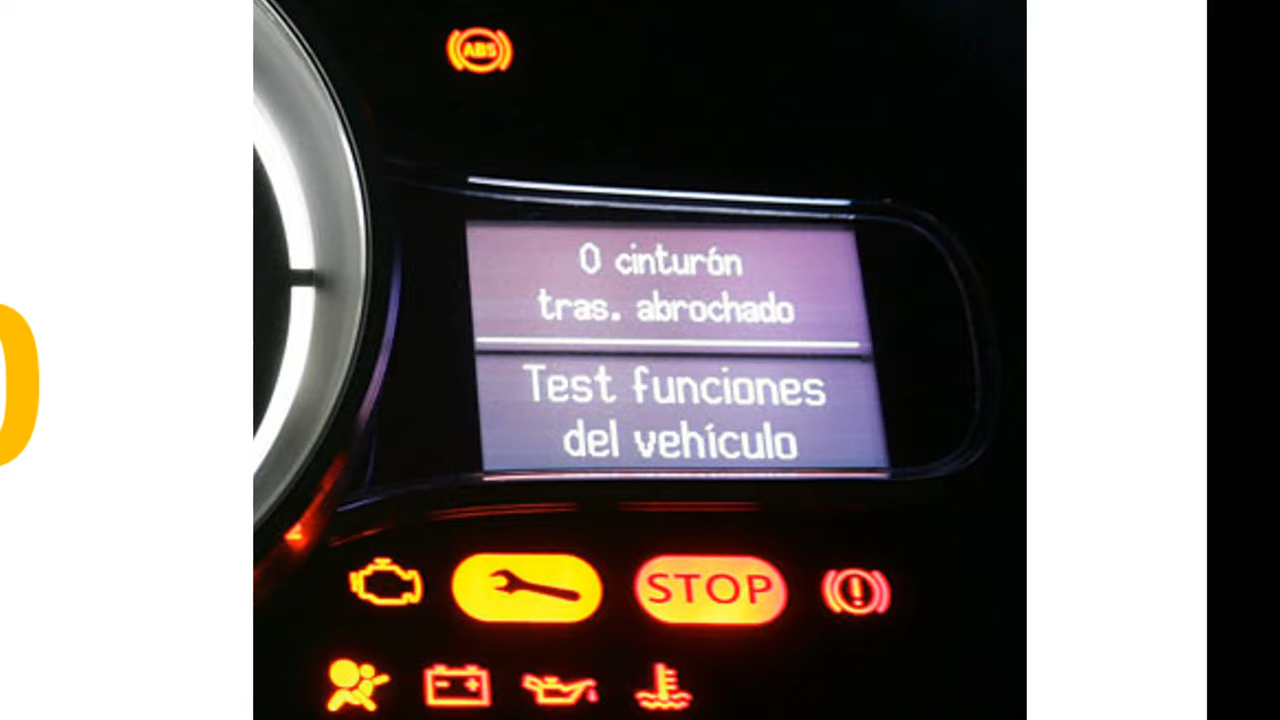 ABS
0 cinturón
tras. abrochado
Test funciones
del vehículo
STOP